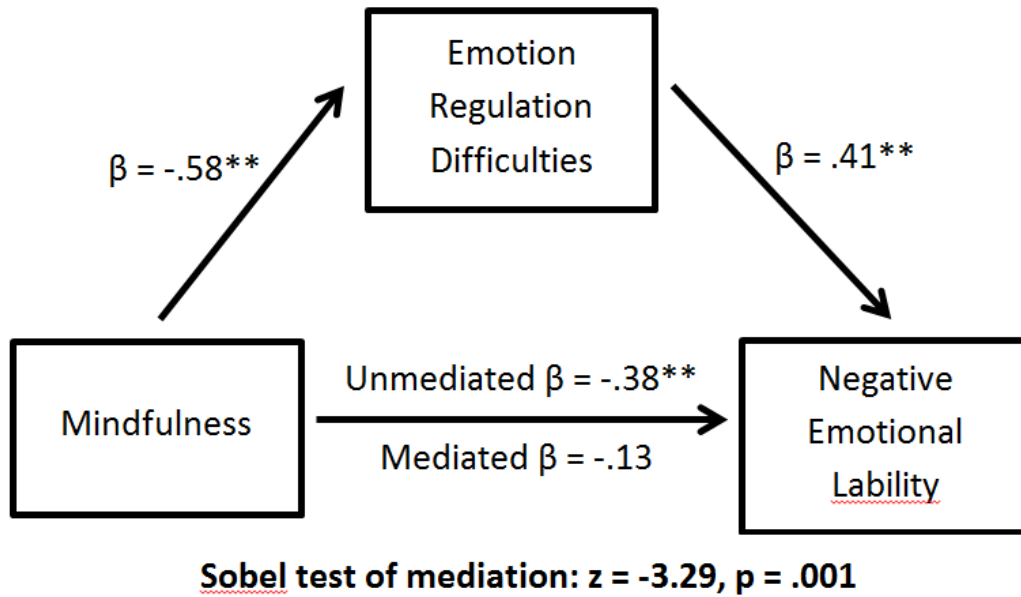 Emotion
Regulation
Difficulties
β = -.58**
β = .41**
Mindfulness
Unmediated β = -.38**
Mediated β = -.13
Negative
Emotional
Lability
Sobel test of mediation: z = -3.29, p = .001